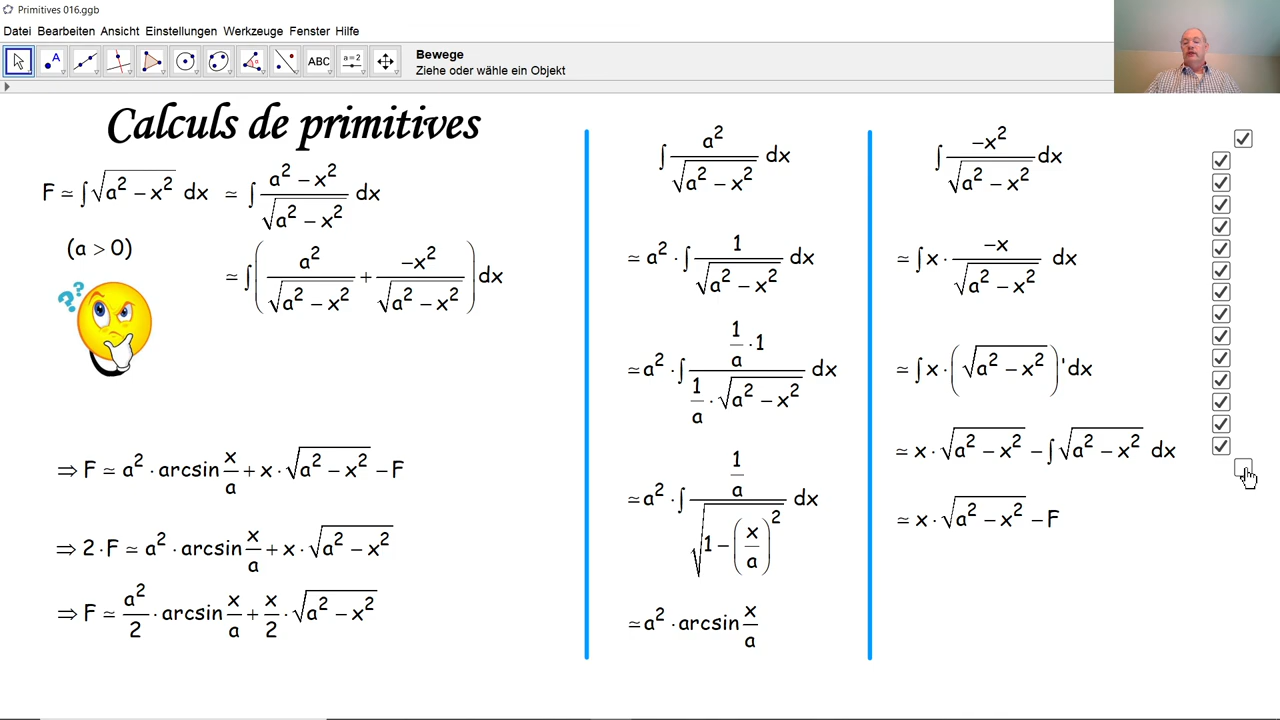 Primitives 016.ggb
Datei Bearbeiten Ansicht Einstellungen Werkzeuge Fenster Hilfe
A ABC a=2
Bewege
Ziehe oder wähle ein Objekt
Calculs de primitives
F ≃ ∫√(a² − x²) dx ≃ ∫ (a² − x²)/√(a² − x²) dx
(a > 0)
≃ ∫( a²/√(a² − x²) + −x²/√(a² − x²) ) dx
??
⇒ F ≃ a² · arcsin x/a + x · √(a² − x²) − F
⇒ 2 · F ≃ a² · arcsin x/a + x · √(a² − x²)
⇒ F ≃ a²/2 · arcsin x/a + x/2 · √(a² − x²)
∫ a²/√(a² − x²) dx
≃ a² · ∫ 1/√(a² − x²) dx
≃ a² · ∫ (1/a · 1)/(1/a · √(a² − x²)) dx
≃ a² · ∫ (1/a)/√(1 − (x/a)²) dx
≃ a² · arcsin x/a
∫ −x²/√(a² − x²) dx
≃ ∫ x · −x/√(a² − x²) dx
≃ ∫ x · (√(a² − x²))' dx
≃ x · √(a² − x²) − ∫√(a² − x²) dx
≃ x · √(a² − x²) − F